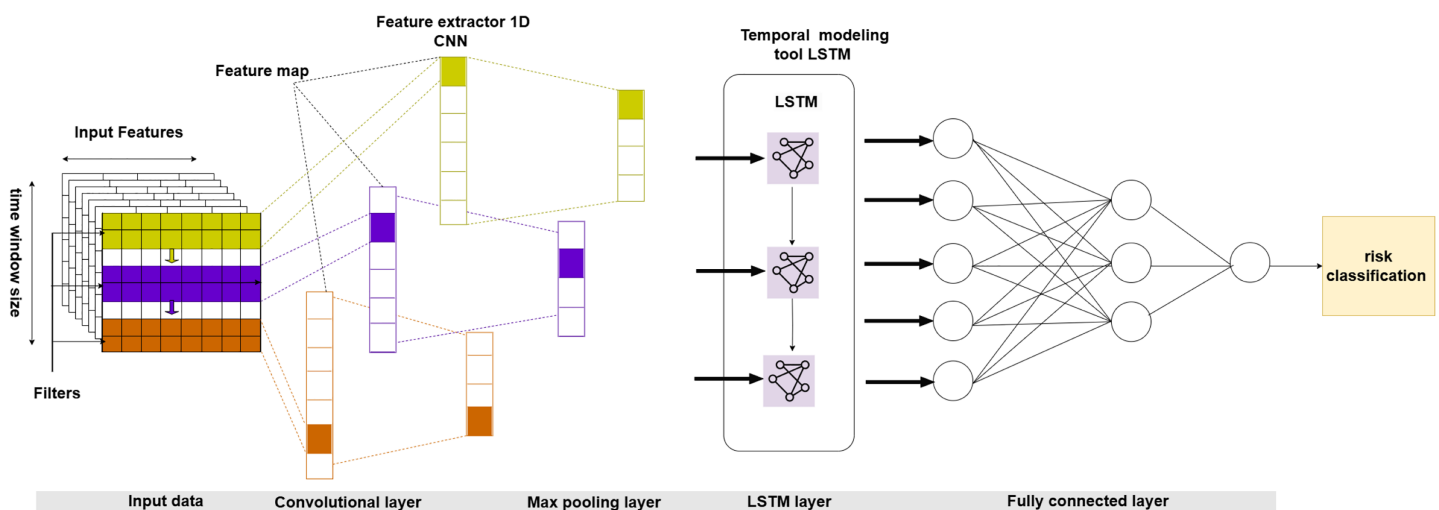 Feature extractor 1D
CNN
Feature map
Input Features
time window size
Filters
Temporal modeling
tool LSTM
LSTM
risk
classification
Input data
Convolutional layer
Max pooling layer
LSTM layer
Fully connected layer